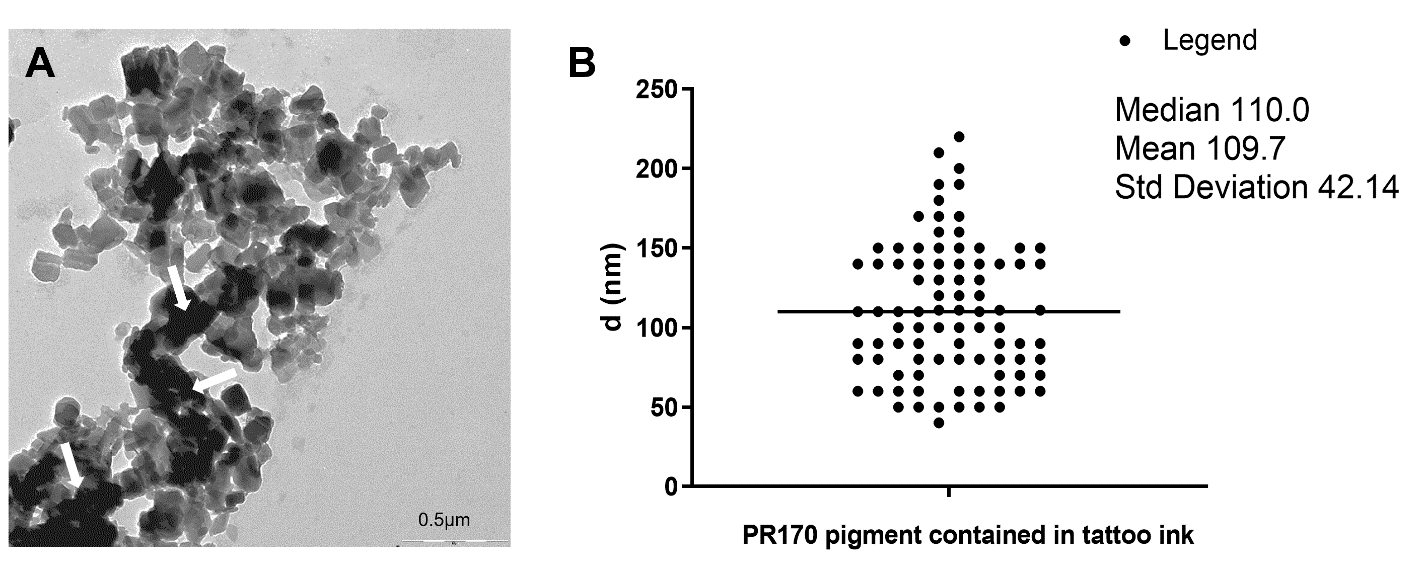 A
0.5µm
B
Legend
Median 110.0
Mean 109.7
Std Deviation 42.14
250
200
150
100
50
0
d (nm)
PR170 pigment contained in tattoo ink